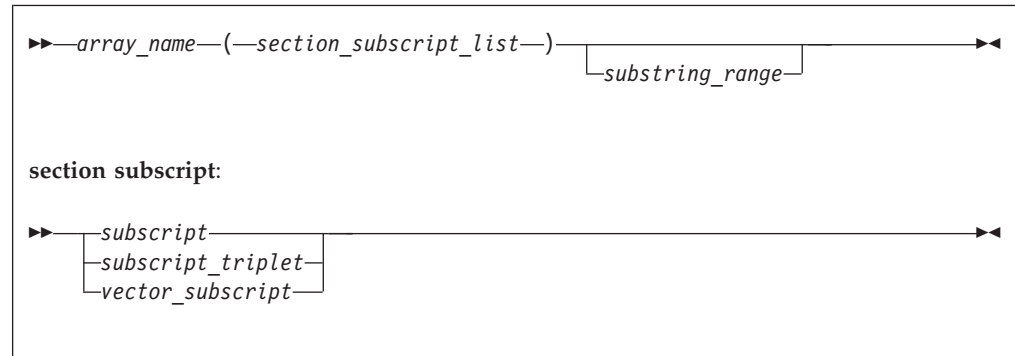 array_name ( section_subscript_list )
substring_range
section subscript:
subscript
subscript_triplet
vector_subscript